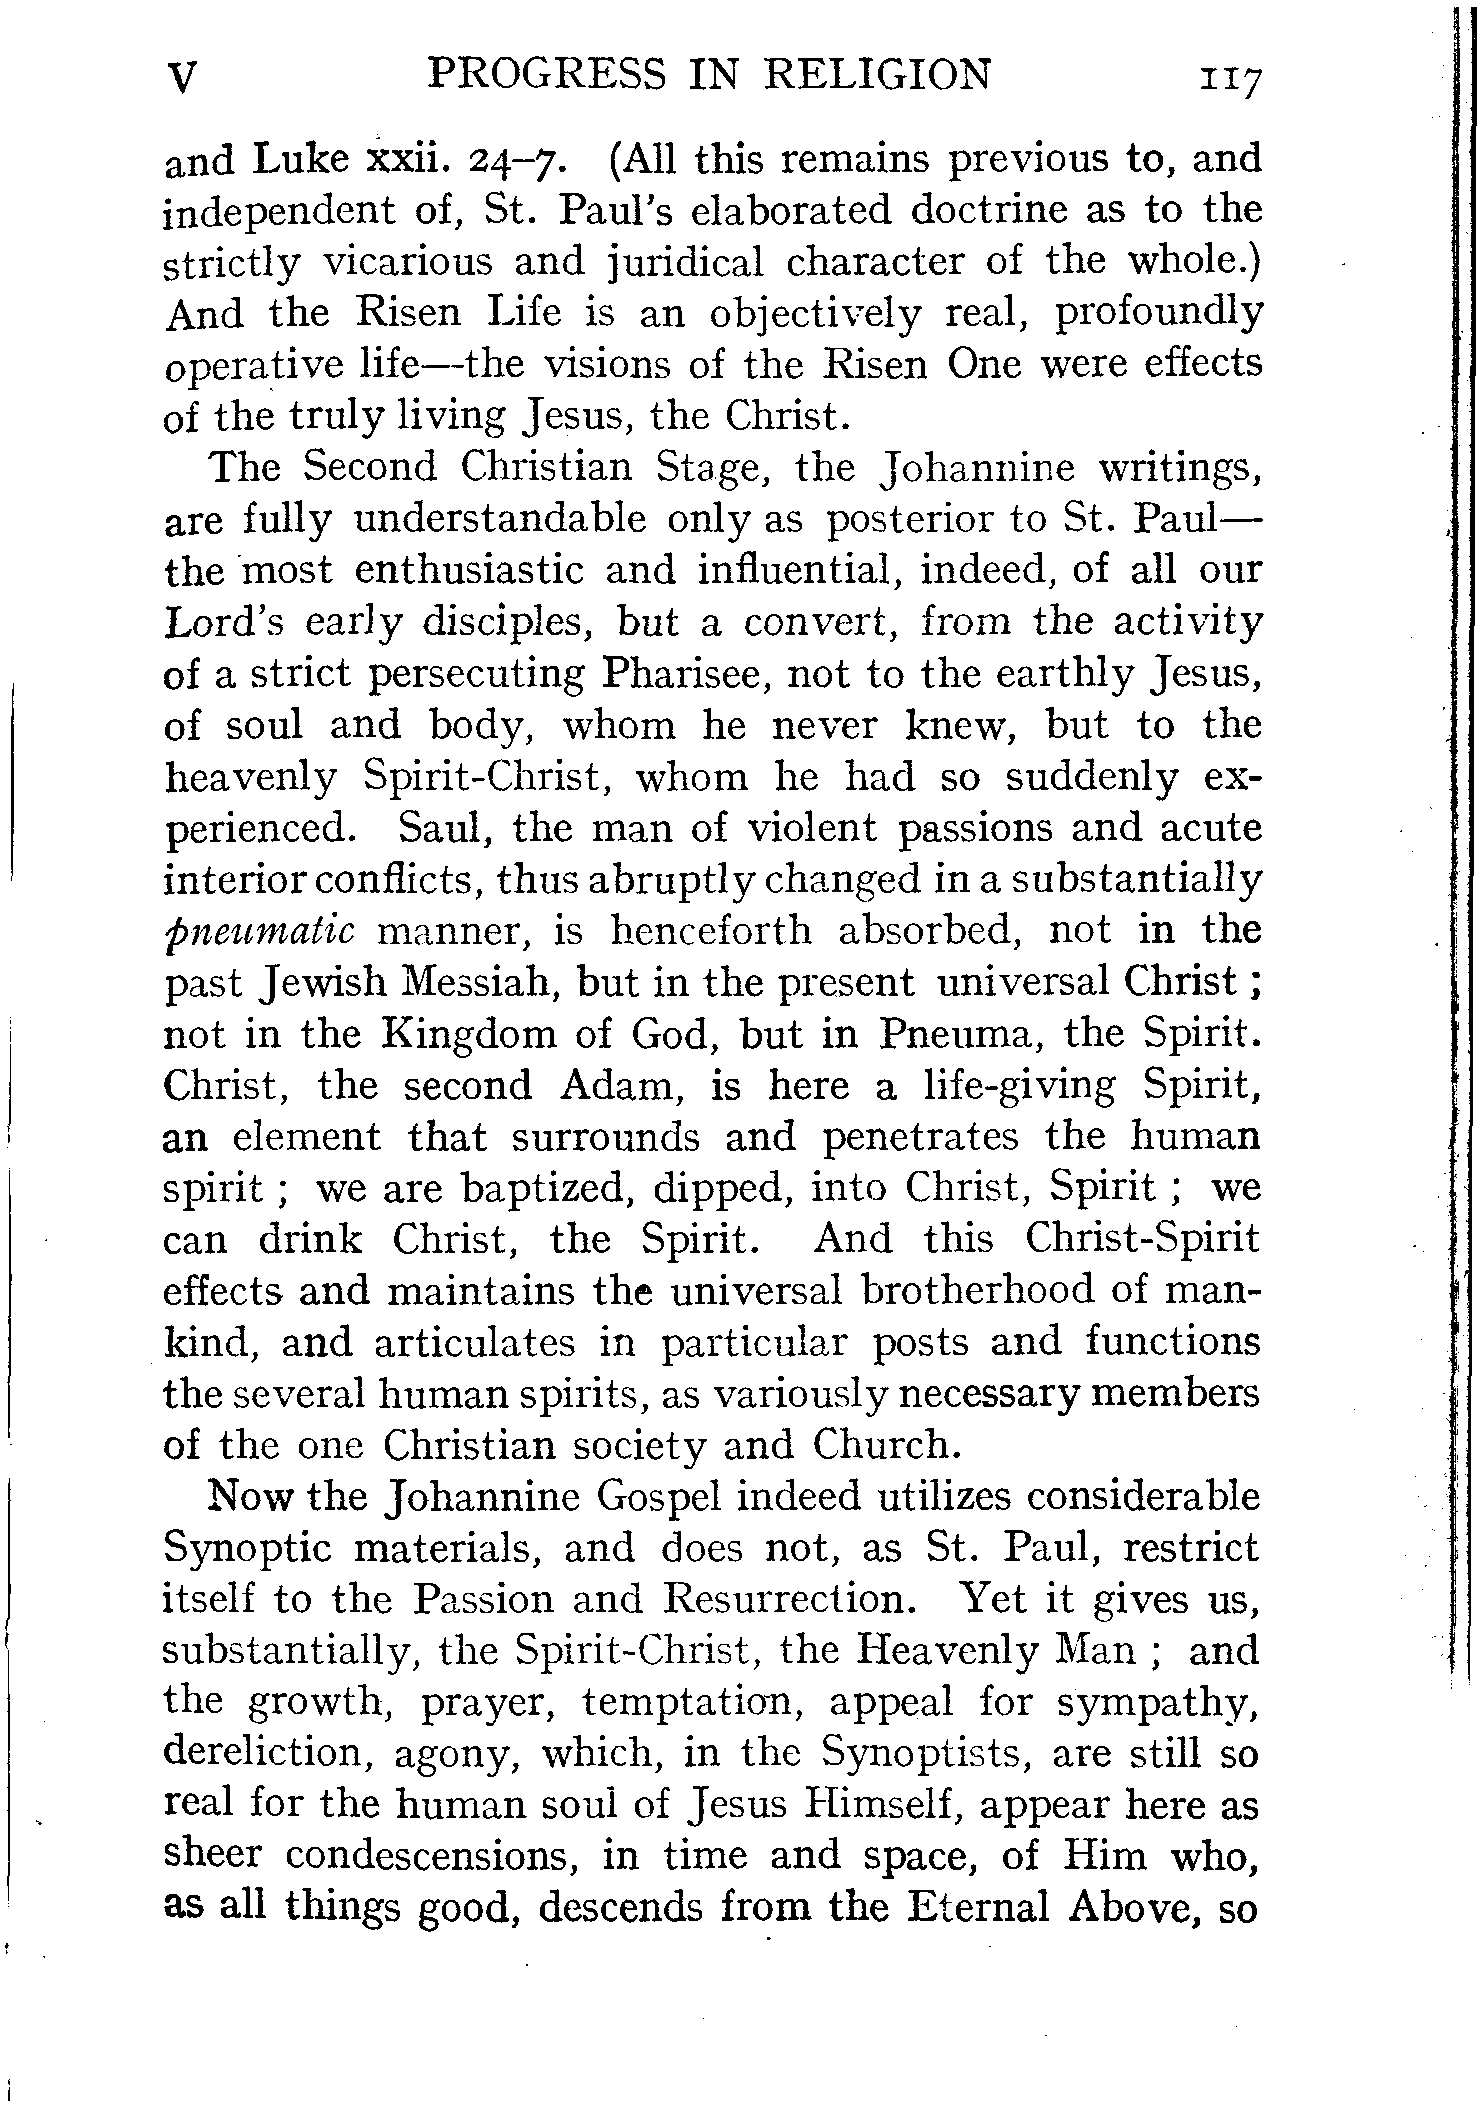 V PROGRESS IN RELIGION 117
and Luke xxii. 24–7. (All this remains previous to, and
independent of, St. Paul's elaborated doctrine as to the
strictly vicarious and juridical character of the whole.)
And the Risen Life is an objectively real, profoundly
operative life—the visions of the Risen One were effects
of the truly living Jesus, the Christ.
The Second Christian Stage, the Johannine writings,
are fully understandable only as posterior to St. Paul—
the most enthusiastic and influential, indeed, of all our
Lord's early disciples, but a convert, from the activity
of a strict persecuting Pharisee, not to the earthly Jesus,
of soul and body, whom he never knew, but to the
heavenly Spirit-Christ, whom he had so suddenly ex-
perienced. Saul, the man of violent passions and acute
interior conflicts, thus abruptly changed in a substantially
pneumatic manner, is henceforth absorbed, not in the
past Jewish Messiah, but in the present universal Christ ;
not in the Kingdom of God, but in Pneuma, the Spirit.
Christ, the second Adam, is here a life-giving Spirit,
an element that surrounds and penetrates the human
spirit ; we are baptized, dipped, into Christ, Spirit ; we
can drink Christ, the Spirit. And this Christ-Spirit
effects and maintains the universal brotherhood of man-
kind, and articulates in particular posts and functions
the several human spirits, as variously necessary members
of the one Christian society and Church.
Now the Johannine Gospel indeed utilizes considerable
Synoptic materials, and does not, as St. Paul, restrict
itself to the Passion and Resurrection. Yet it gives us,
substantially, the Spirit-Christ, the Heavenly Man ; and
the growth, prayer, temptation, appeal for sympathy,
dereliction, agony, which, in the Synoptists, are still so
real for the human soul of Jesus Himself, appear here as
sheer condescensions, in time and space, of Him who,
as all things good, descends from the Eternal Above, so